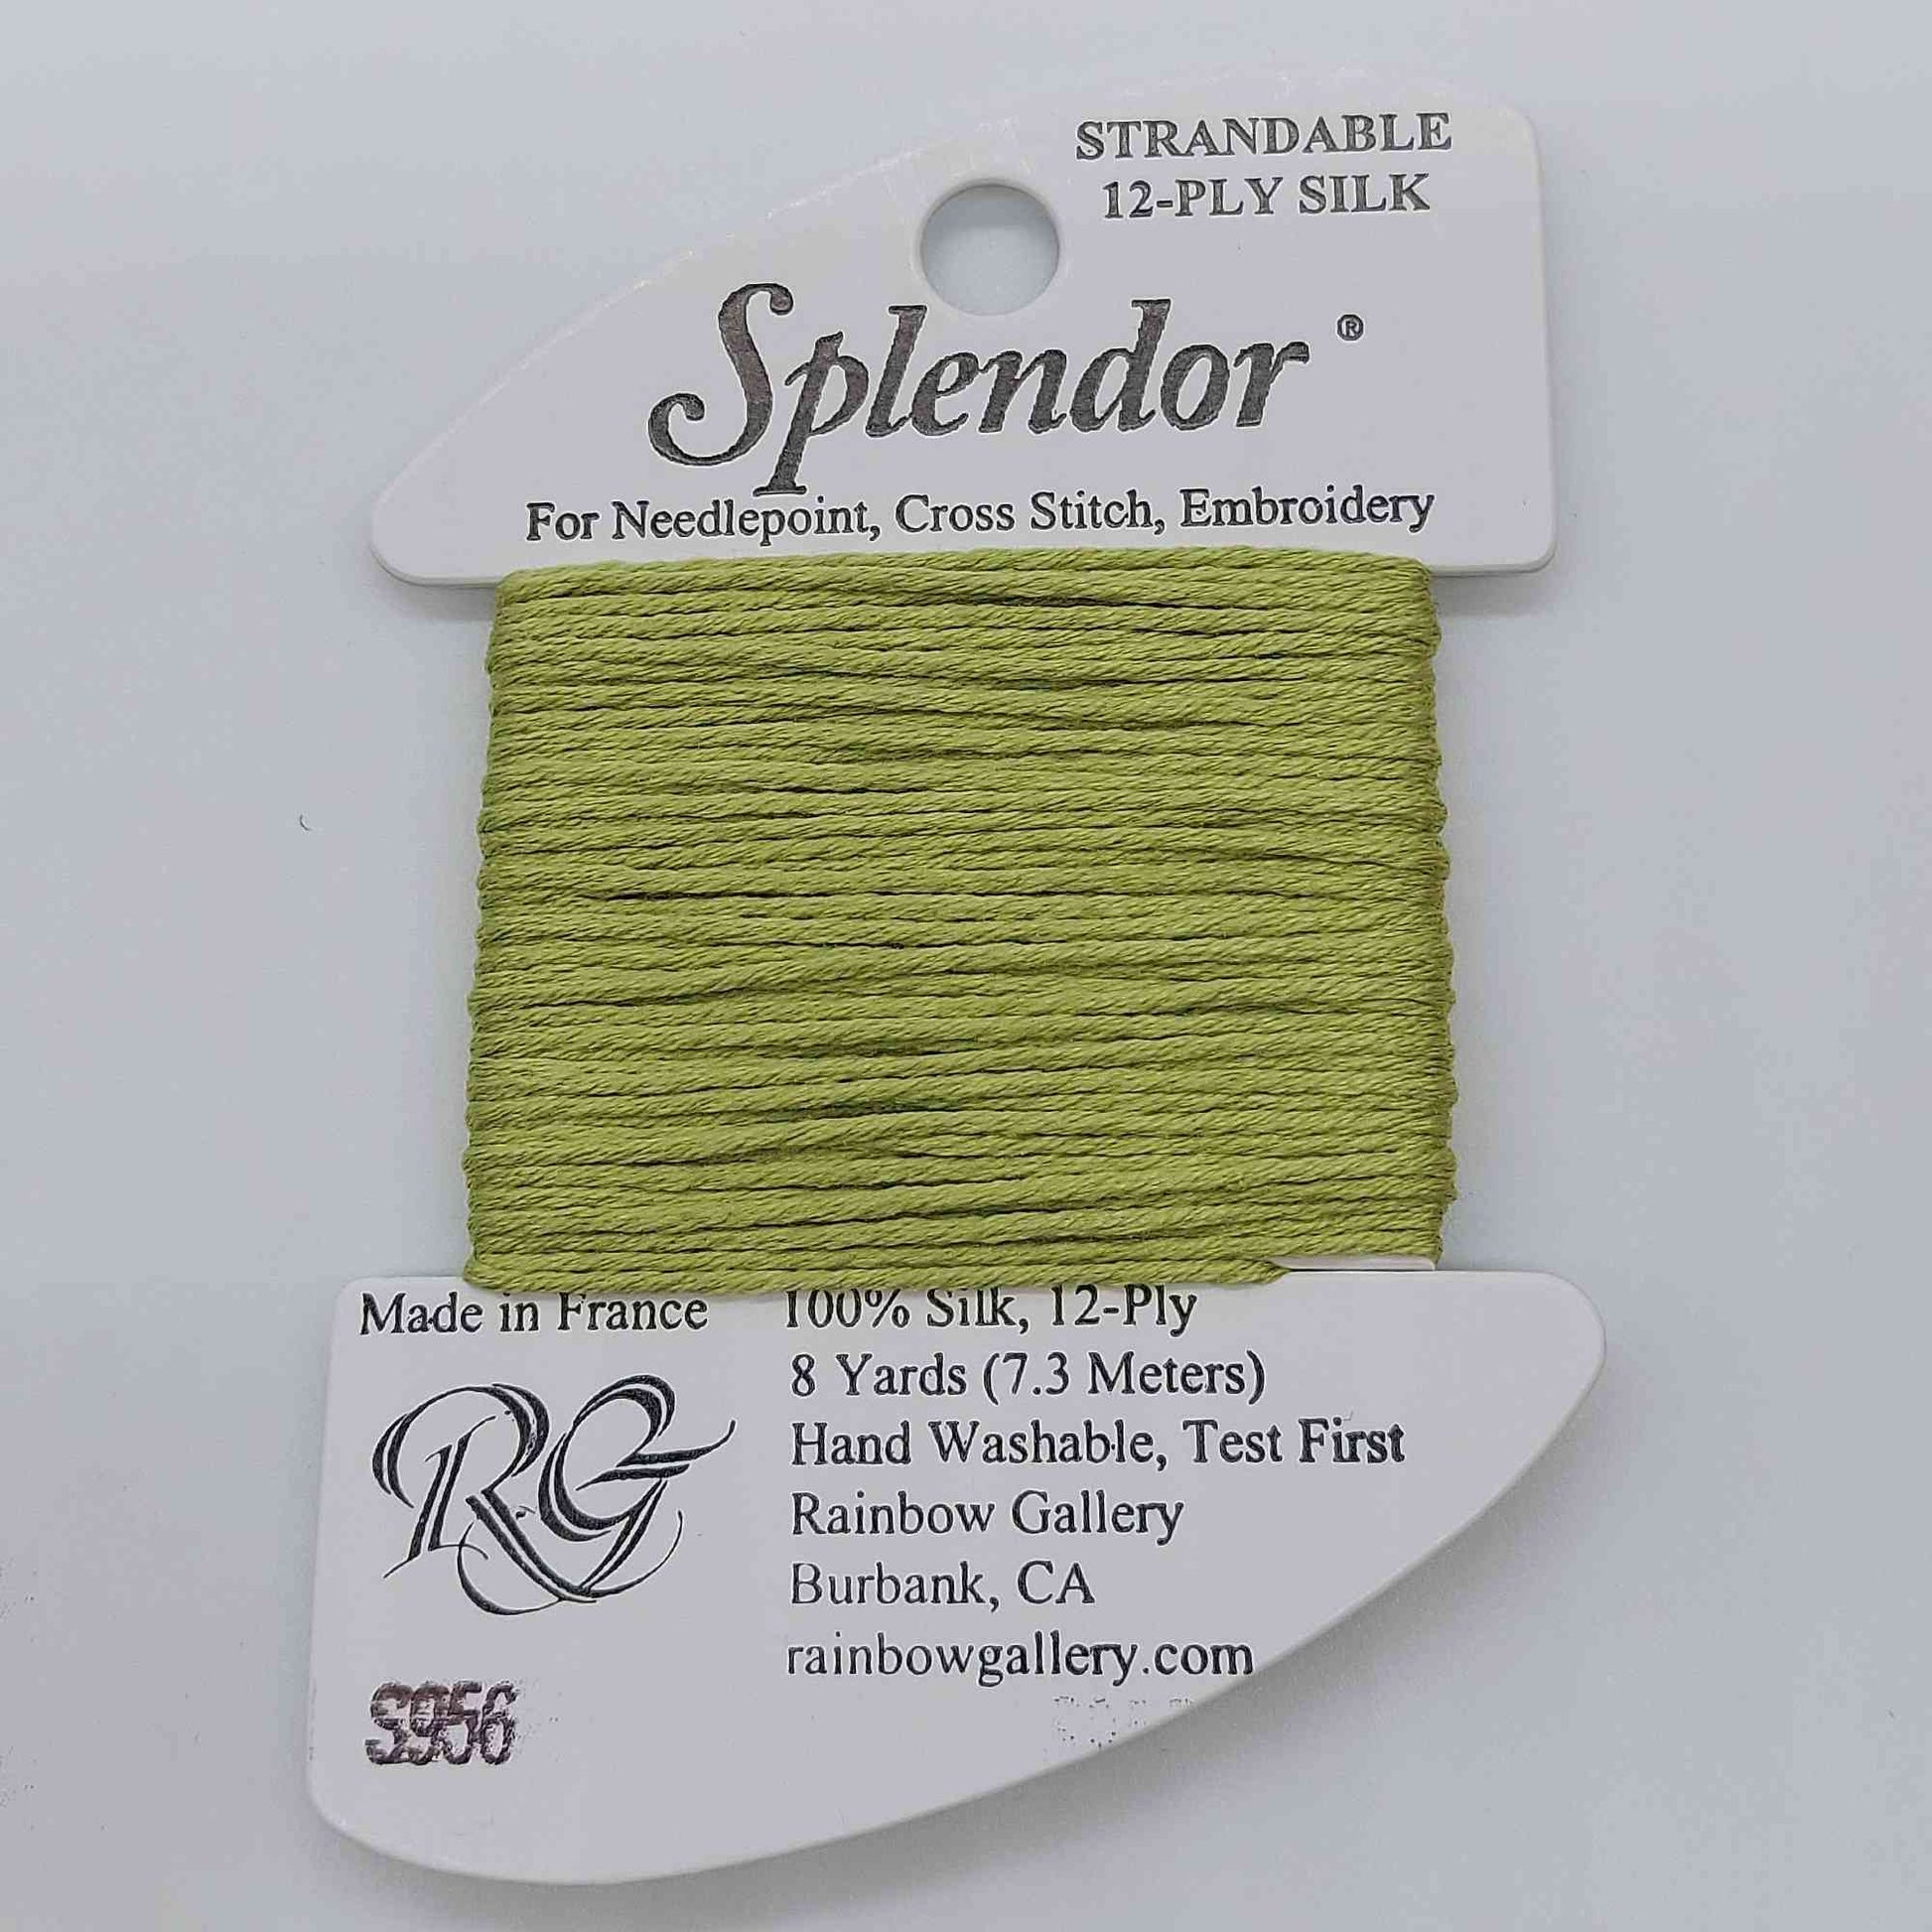 STRANDABLE
12-PLY SILK
Splendor®
For Needlepoint, Cross Stitch, Embroidery
Made in France
RG
100% Silk, 12-Ply
8 Yards (7.3 Meters)
Hand Washable, Test First
Rainbow Gallery
Burbank, CA
rainbowgallery.com
S956